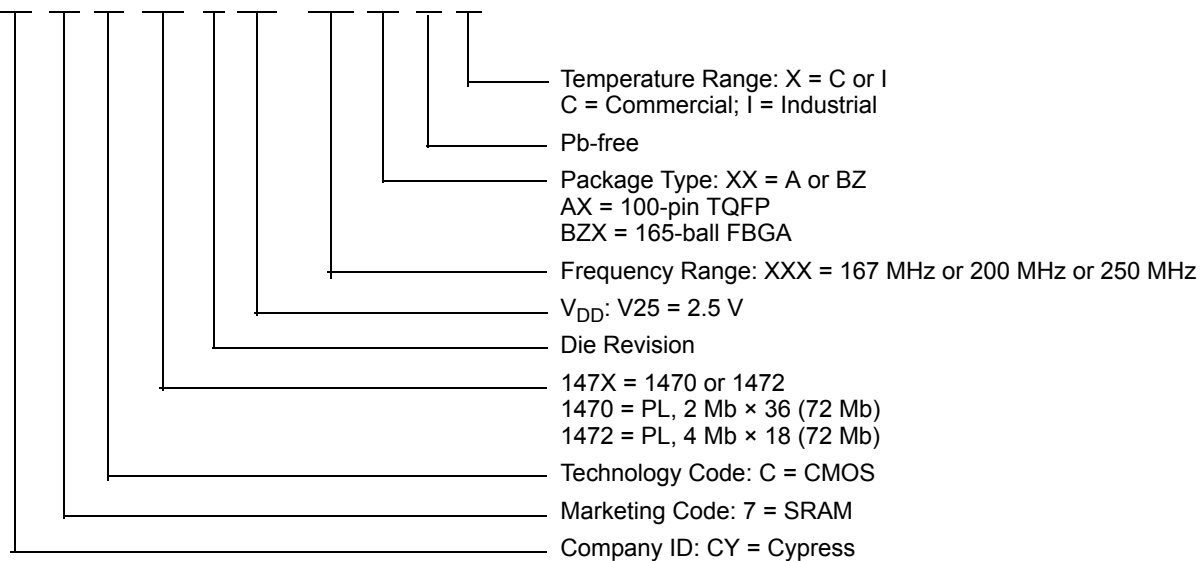 Temperature Range: X = C or I
C = Commercial; I = Industrial
Pb-free
Package Type: XX = A or BZ
AX = 100-pin TQFP
BZX = 165-ball FBGA
Frequency Range: XXX = 167 MHz or 200 MHz or 250 MHz
VDD: V25 = 2.5 V
Die Revision
147X = 1470 or 1472
1470 = PL, 2 Mb × 36 (72 Mb)
1472 = PL, 4 Mb × 18 (72 Mb)
Technology Code: C = CMOS
Marketing Code: 7 = SRAM
Company ID: CY = Cypress